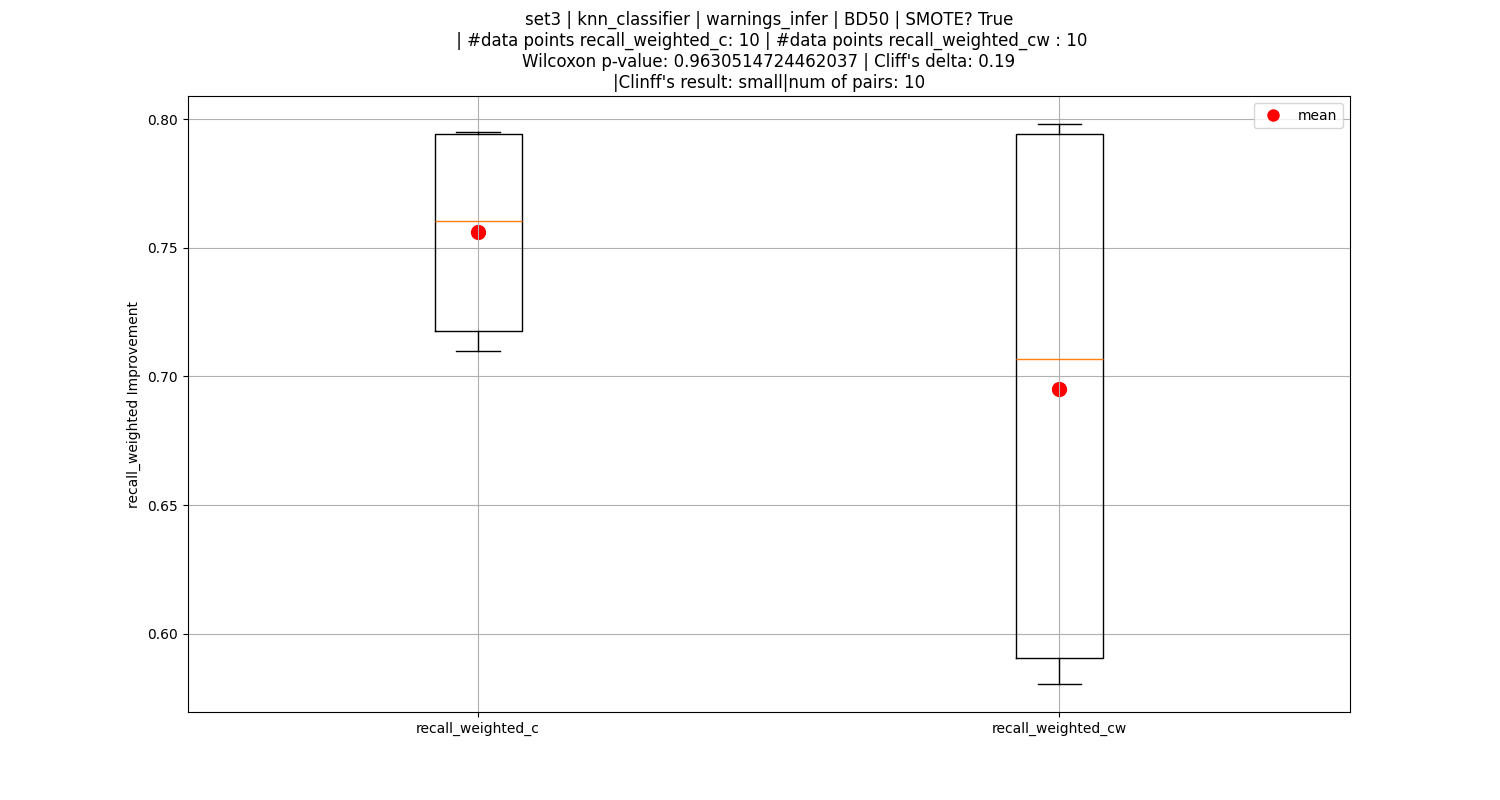 set3 | knn_classifier | warnings_infer | BD50 | SMOTE? True
| #data points recall_weighted_c: 10 | #data points recall_weighted_cw : 10
Wilcoxon p-value: 0.9630514724462037 | Cliff's delta: 0.19
|Clinff's result: small|num of pairs: 10
mean
0.80
0.75
0.70
0.65
0.60
recall_weighted Improvement
recall_weighted_c
recall_weighted_cw